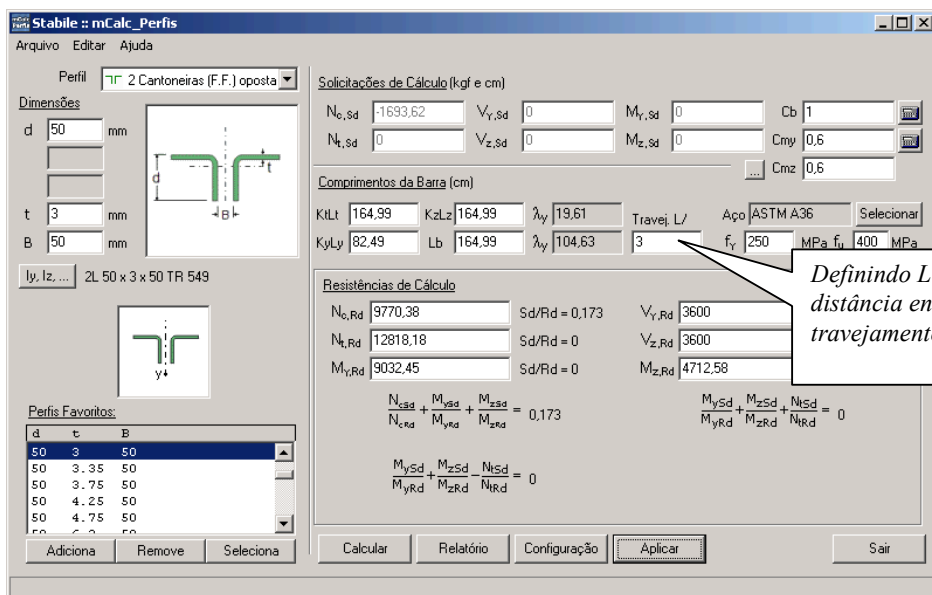 Stabile :: mCalc_Perfis
Arquivo Editar Ajuda
Perfil 2 Cantoneiras (F.F.) oposta
Dimensões
d 50 mm
t 3 mm
B 50 mm
d
t
B
Iy, Iz, ... 2L 50 x 3 x 50 TR 549
y
Perfis Favoritos:
d t B
50 3 50
50 3.35 50
50 3.75 50
50 4.25 50
50 4.75 50
Adiciona Remove Seleciona
Solicitações de Cálculo (kgf e cm)
Nc,Sd -1693,62 VY,Sd 0 MY,Sd 0 Cb 1
Nt,Sd 0 Vz,Sd 0 Mz,Sd 0 Cmy 0,6
... Cmz 0,6
Comprimentos da Barra (cm)
KtLt 164,99 KzLz 164,99 λy 19,61 Travej. L/ Aço ASTM A36 Selecionar
KyLy 82,49 Lb 164,99 λy 104,63 3 fY 250 MPa fu 400 MPa
Definindo L
distância en
travejament
Resistências de Cálculo
Nc,Rd 9770,38 Sd/Rd = 0,173 VY,Rd 3600
Nt,Rd 12818,18 Sd/Rd = 0 Vz,Rd 3600
MY,Rd 9032,45 Sd/Rd = 0 Mz,Rd 4712,58
NcSd/NcRd + MySd/MyRd + MzSd/MzRd = 0,173
MySd/MyRd + MzSd/MzRd + NtSd/NtRd = 0
MySd/MyRd + MzSd/MzRd - NtSd/NtRd = 0
Calcular Relatório Configuração Aplicar Sair